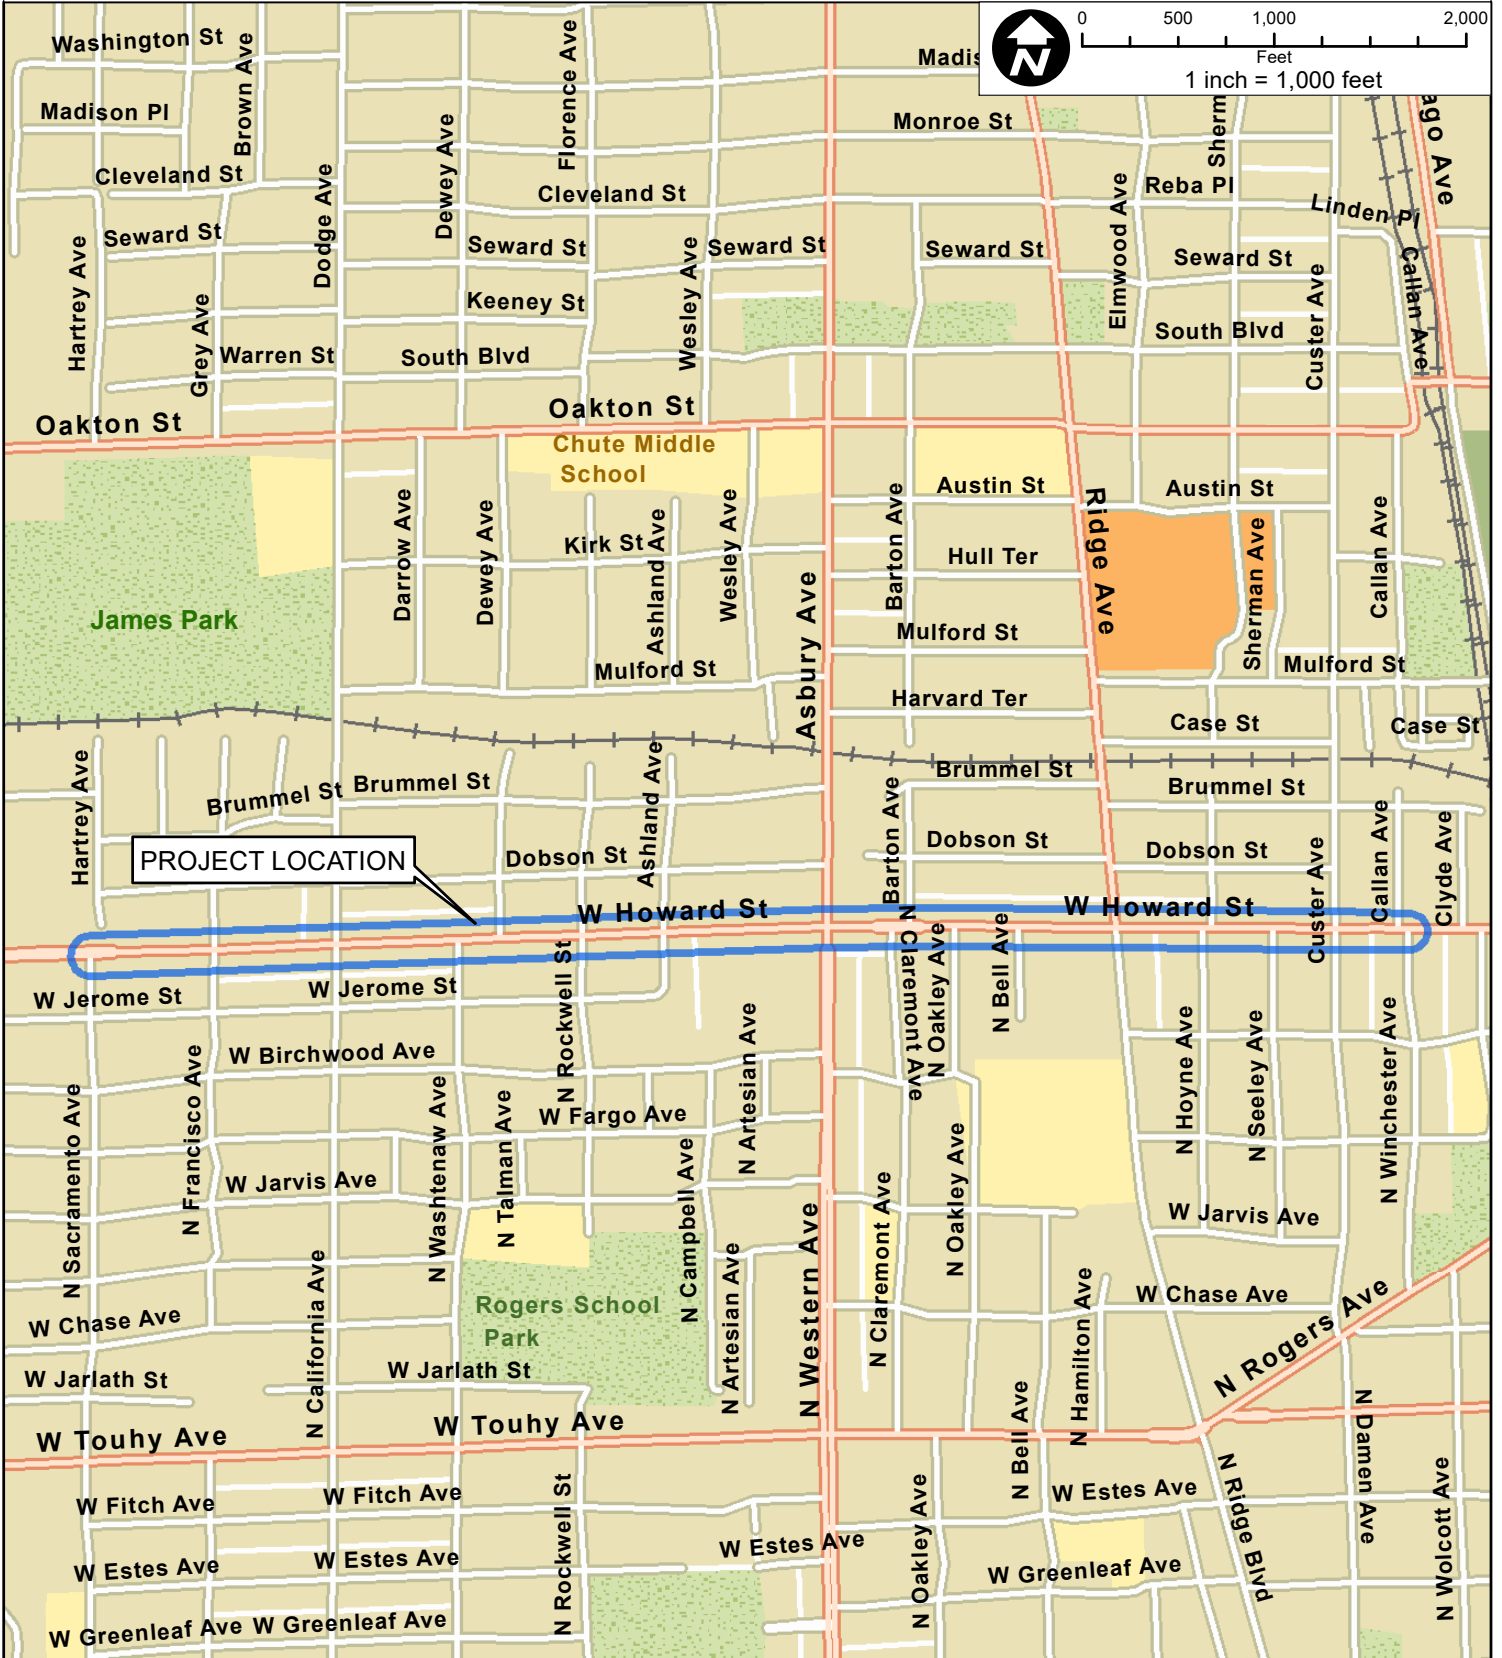 0 500 1,000 2,000
Feet
1 inch = 1,000 feet
N
Washington St
Brown Ave
Florence Ave
Madison Pl
Dewey Ave
Monroe St
Cleveland St
Dodge Ave
Cleveland St
Elmwood Ave
Reba Pl
Linden Pl
Seward St
Hartrey Ave
Seward St
Wesley Ave
Seward St
Seward St
Seward St
Callan Ave
Custer Ave
Grey Ave
Keeney St
Warren St
South Blvd
South Blvd
Oakton St
Oakton St
Chute Middle
School
Austin St
Austin St
Ridge Ave
Darrow Ave
Dewey Ave
Kirk St
Ashland Ave
Wesley Ave
Barton Ave
Hull Ter
Sherman Ave
Callan Ave
James Park
Asbury Ave
Mulford St
Mulford St
Mulford St
Harvard Ter
Case St
Case St
Hartrey Ave
Brummel St
Brummel St
Ashland Ave
Brummel St
Brummel St
Barton Ave
Dobson St
Dobson St
Dobson St
Custer Ave
Callan Ave
Clyde Ave
PROJECT LOCATION
W Howard St
W Howard St
N Claremont Ave
N Oakley Ave
N Bell Ave
W Jerome St
W Jerome St
N Rockwell St
W Birchwood Ave
N Francisco Ave
N Sacramento Ave
N Washtenaw Ave
N Talman Ave
W Fargo Ave
N Artesian Ave
N Hoyne Ave
N Seeley Ave
N Winchester Ave
W Jarvis Ave
N Campbell Ave
N Oakley Ave
N Claremont Ave
W Jarvis Ave
N California Ave
Rogers School
Park
N Artesian Ave
N Western Ave
N Hamilton Ave
W Chase Ave
W Chase Ave
N Rogers Ave
W Jarlath St
W Jarlath St
W Touhy Ave
W Touhy Ave
N Bell Ave
N Damen Ave
N Ridge Blvd
N Wolcott Ave
W Fitch Ave
W Fitch Ave
N Rockwell St
N Oakley Ave
W Estes Ave
W Estes Ave
W Estes Ave
W Estes Ave
W Greenleaf Ave
W Greenleaf Ave
W Greenleaf Ave